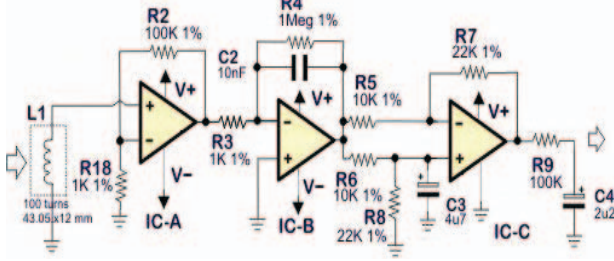 R2
100K 1%
R4
1Meg 1%
C2
10nF
R7
22K 1%
V+
V+
V+
R5
10K 1%
L1
+
−
−
+
−
+
R3
1K 1%
R9
100K
+
C4
2u2
R18
1K 1%
V−
V−
R6
10K 1%
R8
22K 1%
+
C3
4u7
100 turns
43.05x12 mm
IC-A
IC-B
IC-C